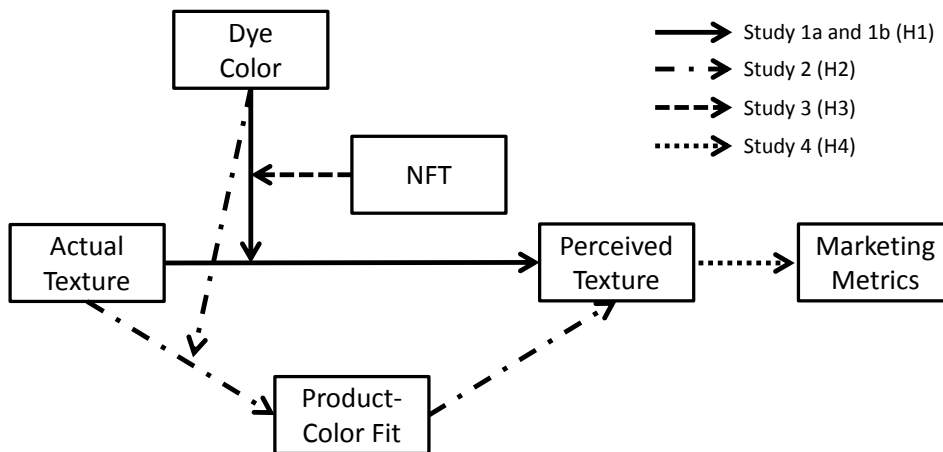 Dye
Color
Study 1a and 1b (H1)
Study 2 (H2)
Study 3 (H3)
Study 4 (H4)
NFT
Actual
Texture
Perceived
Texture
Marketing
Metrics
Product-
Color Fit